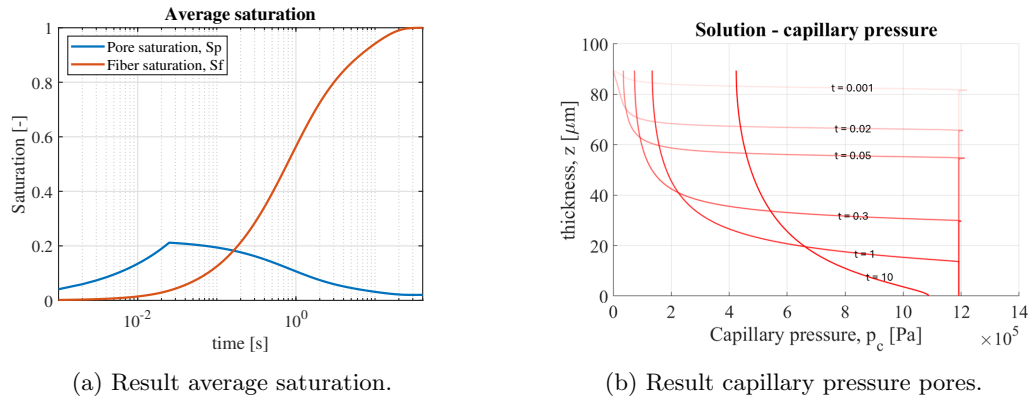 Average saturation
Pore saturation, Sp
Fiber saturation, Sf
1
0.8
0.6
0.4
0.2
0
Saturation [-]
10^-2
10^0
time [s]
(a) Result average saturation.
Solution - capillary pressure
100
80
60
40
20
0
thickness, z [μm]
t = 0.001
t = 0.02
t = 0.05
t = 0.3
t = 1
t = 10
0 2 4 6 8 10 12 14
Capillary pressure, p_c [Pa]
×10^5
(b) Result capillary pressure pores.